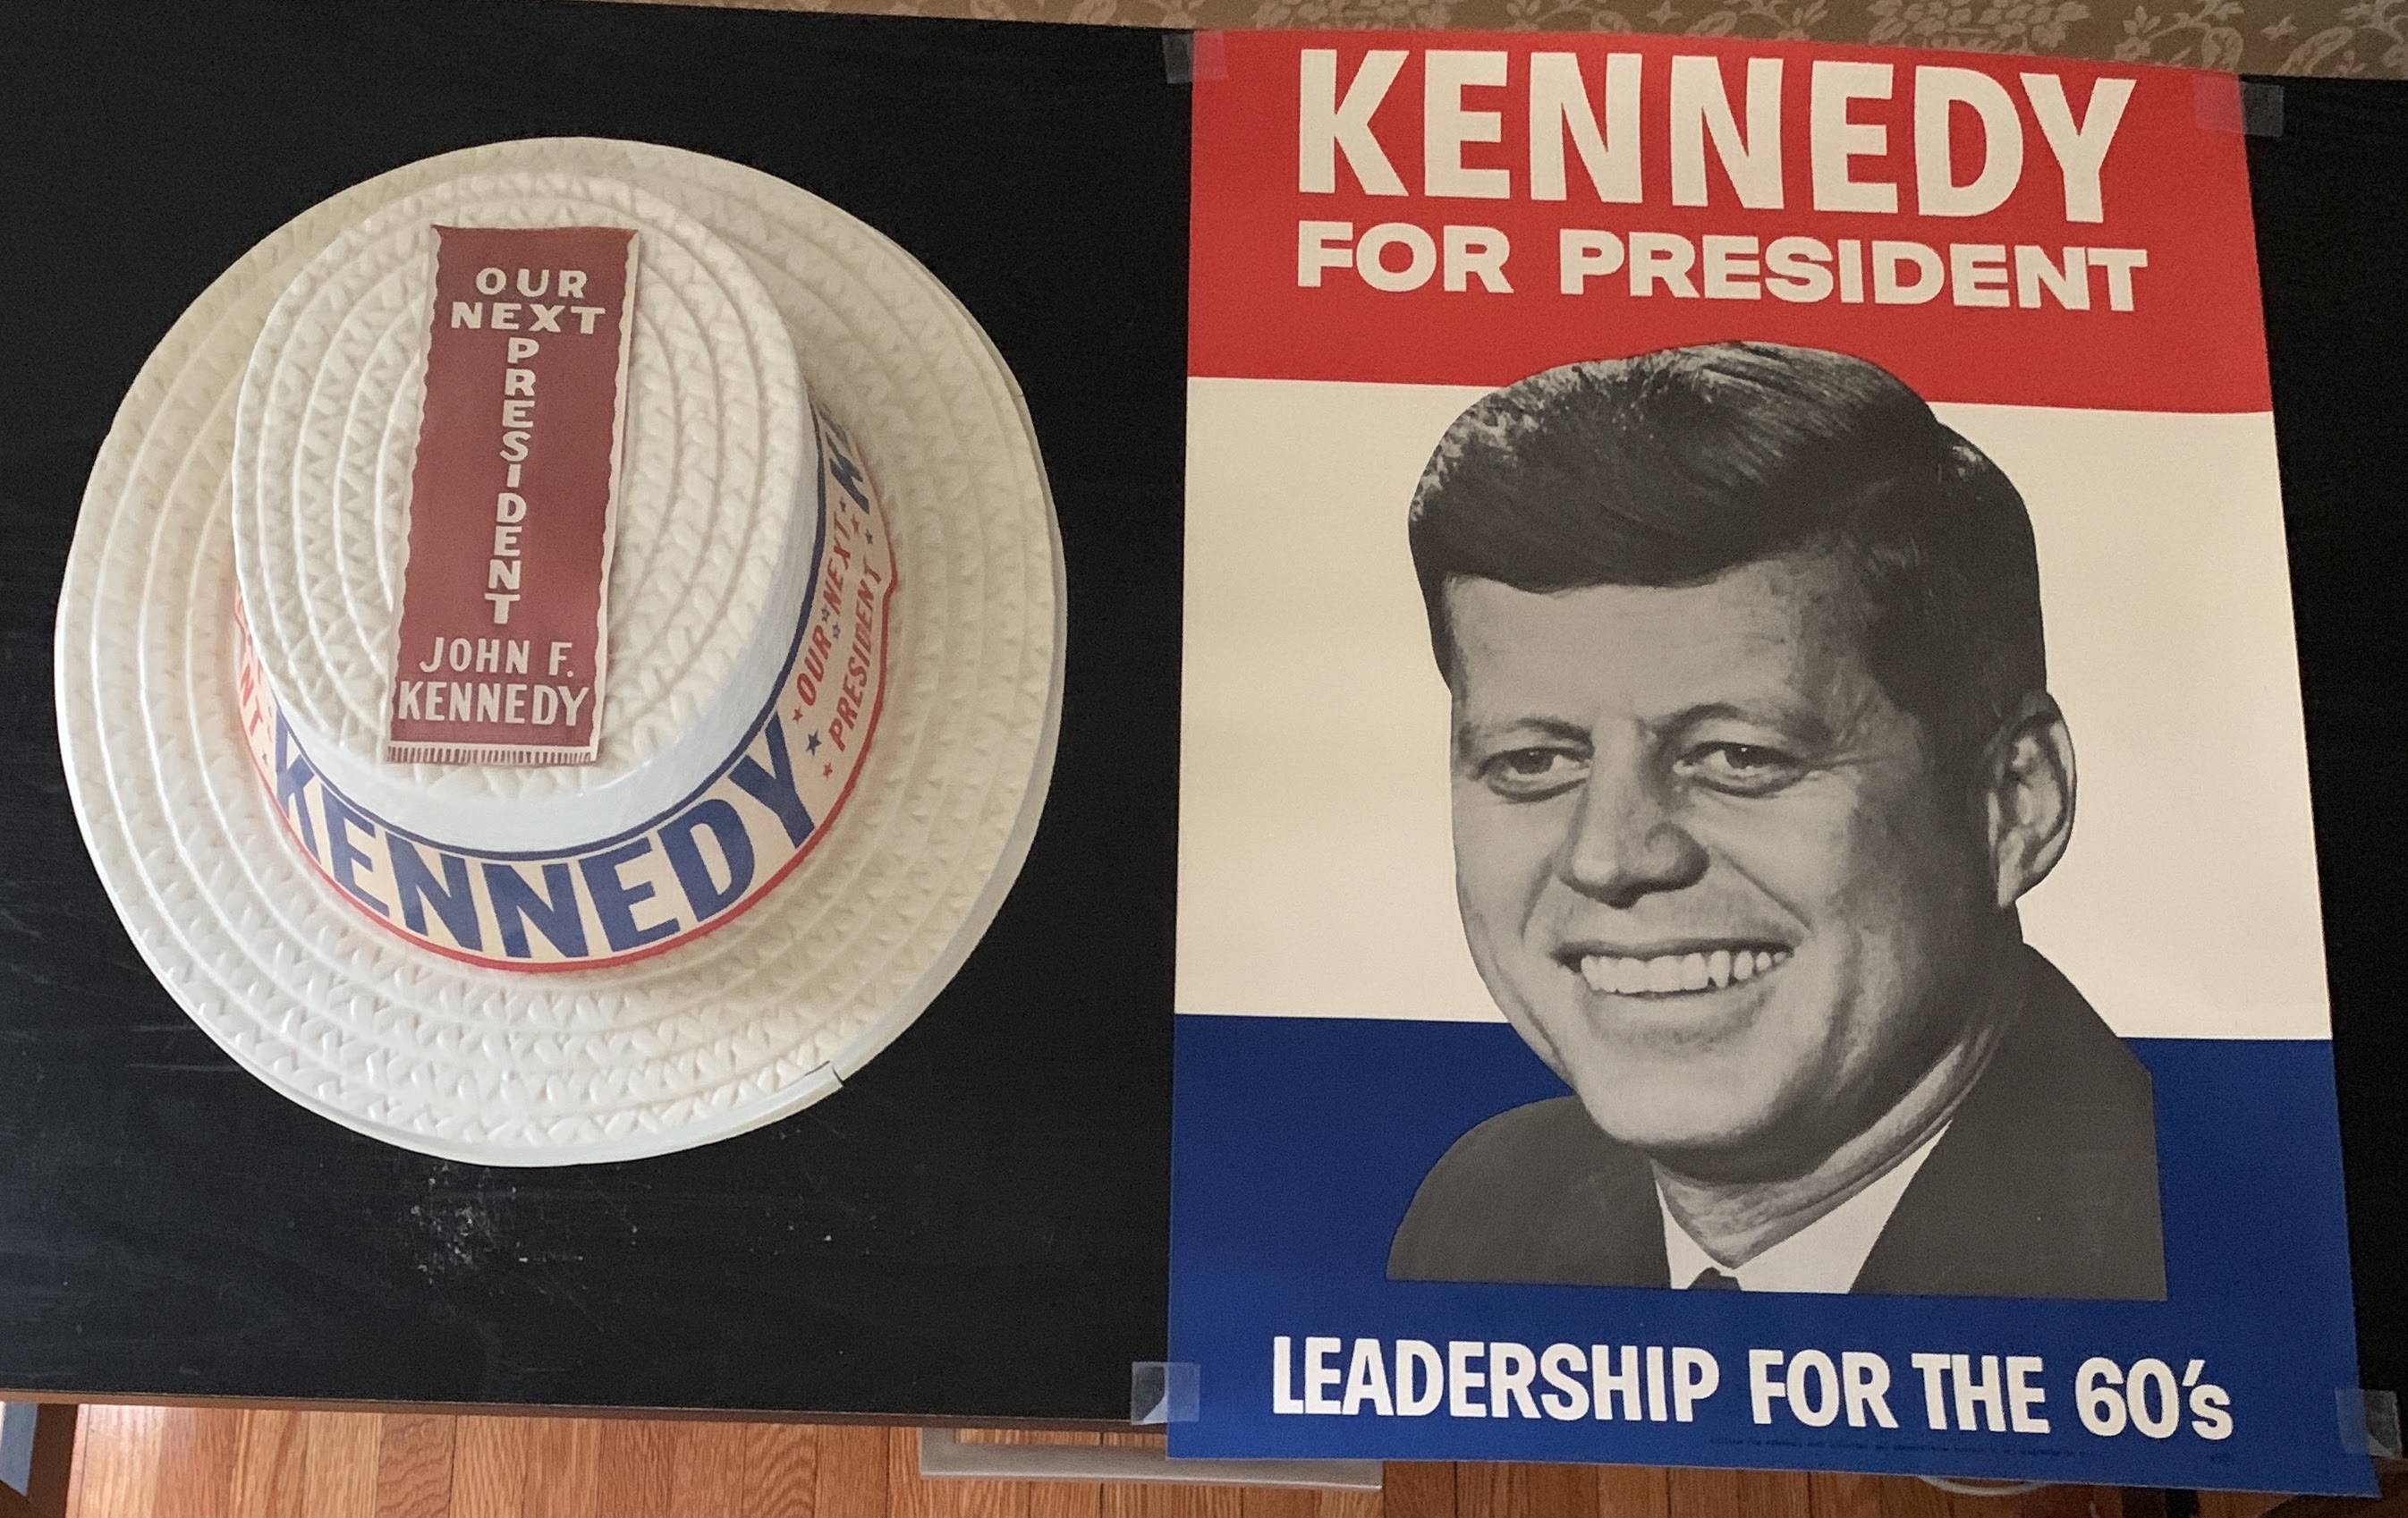 OUR
NEXT
PRESIDENT
JOHN F.
KENNEDY
KENNEDY
OUR NEXT
PRESIDENT
KENNEDY
FOR PRESIDENT
LEADERSHIP FOR THE 60's